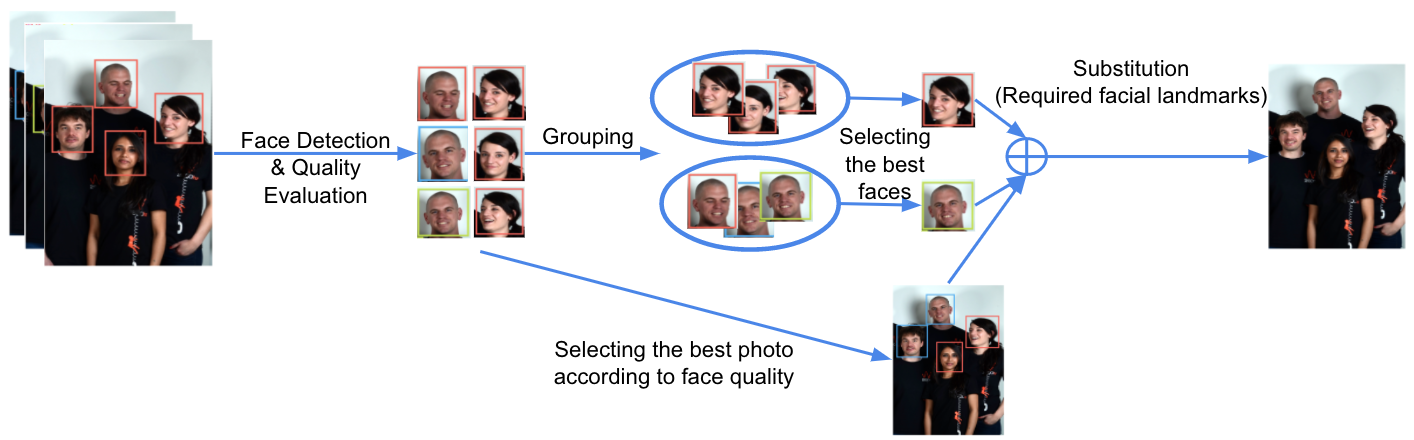 Face Detection
& Quality
Evaluation
Grouping
Selecting
the best
faces
Substitution
(Required facial landmarks)
Selecting the best photo
according to face quality